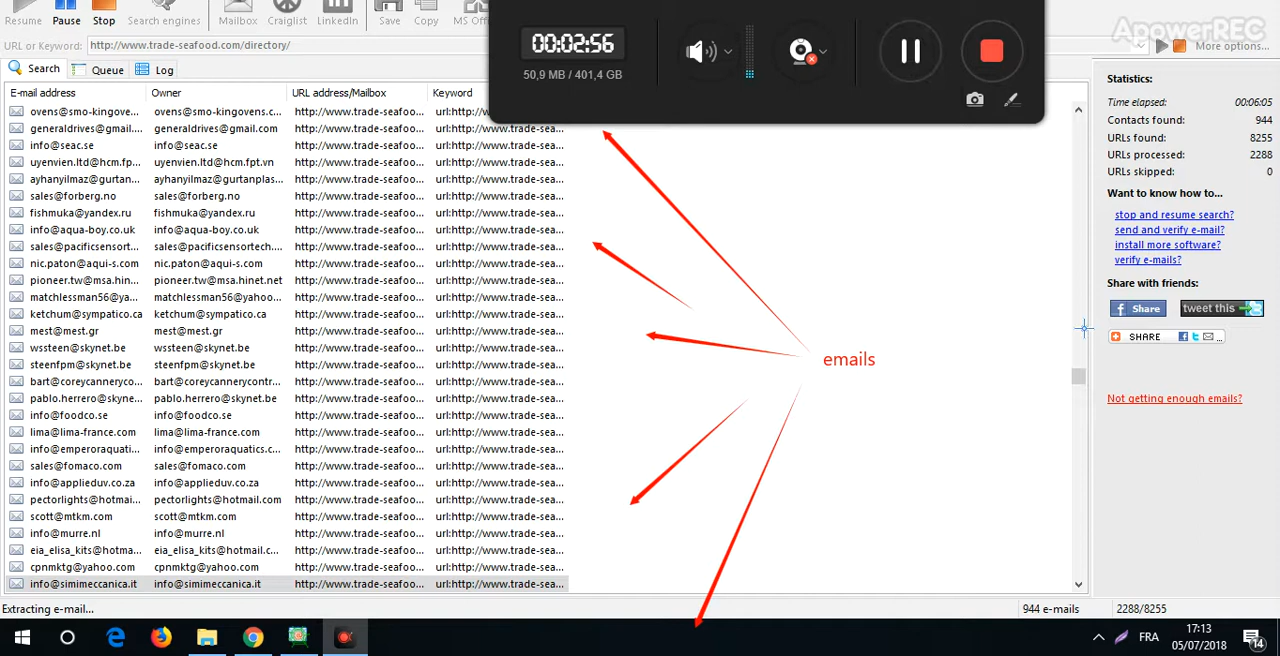 Resume Pause Stop Search engines Mailbox Craiglist LinkedIn Save Copy MS Of
ApowerREC
URL or Keyword: http://www.trade-seafood.com/directory/ More options...
00:02:56
50,9 MB / 401,4 GB
Search Queue Log
E-mail address Owner URL address/Mailbox Keyword
ovens@smo-kingove... ovens@smo-kingovens.c... http://www.trade-seafoo... url:http://www.trade-sea...
generaldrives@gmail.... generaldrives@gmail.com http://www.trade-seafoo... url:http://www.trade-sea...
info@seac.se info@seac.se http://www.trade-seafoo... url:http://www.trade-sea...
uyenvien.ltd@hcm.fp... uyenvien.ltd@hcm.fpt.vn http://www.trade-seafoo... url:http://www.trade-sea...
ayhanyilmaz@gurtan... ayhanyilmaz@gurtanplas... http://www.trade-seafoo... url:http://www.trade-sea...
sales@forberg.no sales@forberg.no http://www.trade-seafoo... url:http://www.trade-sea...
fishmuka@yandex.ru fishmuka@yandex.ru http://www.trade-seafoo... url:http://www.trade-sea...
info@aqua-boy.co.uk info@aqua-boy.co.uk http://www.trade-seafoo... url:http://www.trade-sea...
sales@pacificsensort... sales@pacificsensortech.... http://www.trade-seafoo... url:http://www.trade-sea...
nic.paton@aqui-s.com nic.paton@aqui-s.com http://www.trade-seafoo... url:http://www.trade-sea...
pioneer.tw@msa.hin... pioneer.tw@msa.hinet.net http://www.trade-seafoo... url:http://www.trade-sea...
matchlessman56@ya... matchlessman56@yahoo... http://www.trade-seafoo... url:http://www.trade-sea...
ketchum@sympatico.ca ketchum@sympatico.ca http://www.trade-seafoo... url:http://www.trade-sea...
mest@mest.gr mest@mest.gr http://www.trade-seafoo... url:http://www.trade-sea...
wssteen@skynet.be wssteen@skynet.be http://www.trade-seafoo... url:http://www.trade-sea...
steenfpm@skynet.be steenfpm@skynet.be http://www.trade-seafoo... url:http://www.trade-sea...
bart@coreycanneryco... bart@coreycannerycontr... http://www.trade-seafoo... url:http://www.trade-sea...
pablo.herrero@skyne... pablo.herrero@skynet.be http://www.trade-seafoo... url:http://www.trade-sea...
info@foodco.se info@foodco.se http://www.trade-seafoo... url:http://www.trade-sea...
lima@lima-france.com lima@lima-france.com http://www.trade-seafoo... url:http://www.trade-sea...
info@emperoraquatic... info@emperoraquatics.c... http://www.trade-seafoo... url:http://www.trade-sea...
sales@fomaco.com sales@fomaco.com http://www.trade-seafoo... url:http://www.trade-sea...
info@applieduv.co.za info@applieduv.co.za http://www.trade-seafoo... url:http://www.trade-sea...
pectorlights@hotmai... pectorlights@hotmail.com http://www.trade-seafoo... url:http://www.trade-sea...
scott@mtkm.com scott@mtkm.com http://www.trade-seafoo... url:http://www.trade-sea...
info@murre.nl info@murre.nl http://www.trade-seafoo... url:http://www.trade-sea...
eia_elisa_kits@hotma... eia_elisa_kits@hotmail.c... http://www.trade-seafoo... url:http://www.trade-sea...
cpnmktg@yahoo.com cpnmktg@yahoo.com http://www.trade-seafoo... url:http://www.trade-sea...
info@simimeccanica.it info@simimeccanica.it http://www.trade-seafoo... url:http://www.trade-sea...
emails
Statistics:
Time elapsed: 00:06:05
Contacts found: 944
URLs found: 8255
URLs processed: 2288
URLs skipped: 0
Want to know how to...
stop and resume search?
send and verify e-mail?
install more software?
verify e-mails?
Share with friends:
Share tweet this
SHARE ...
Not getting enough emails?
Extracting e-mail... 944 e-mails 2288/8255
FRA
17:13
05/07/2018
14